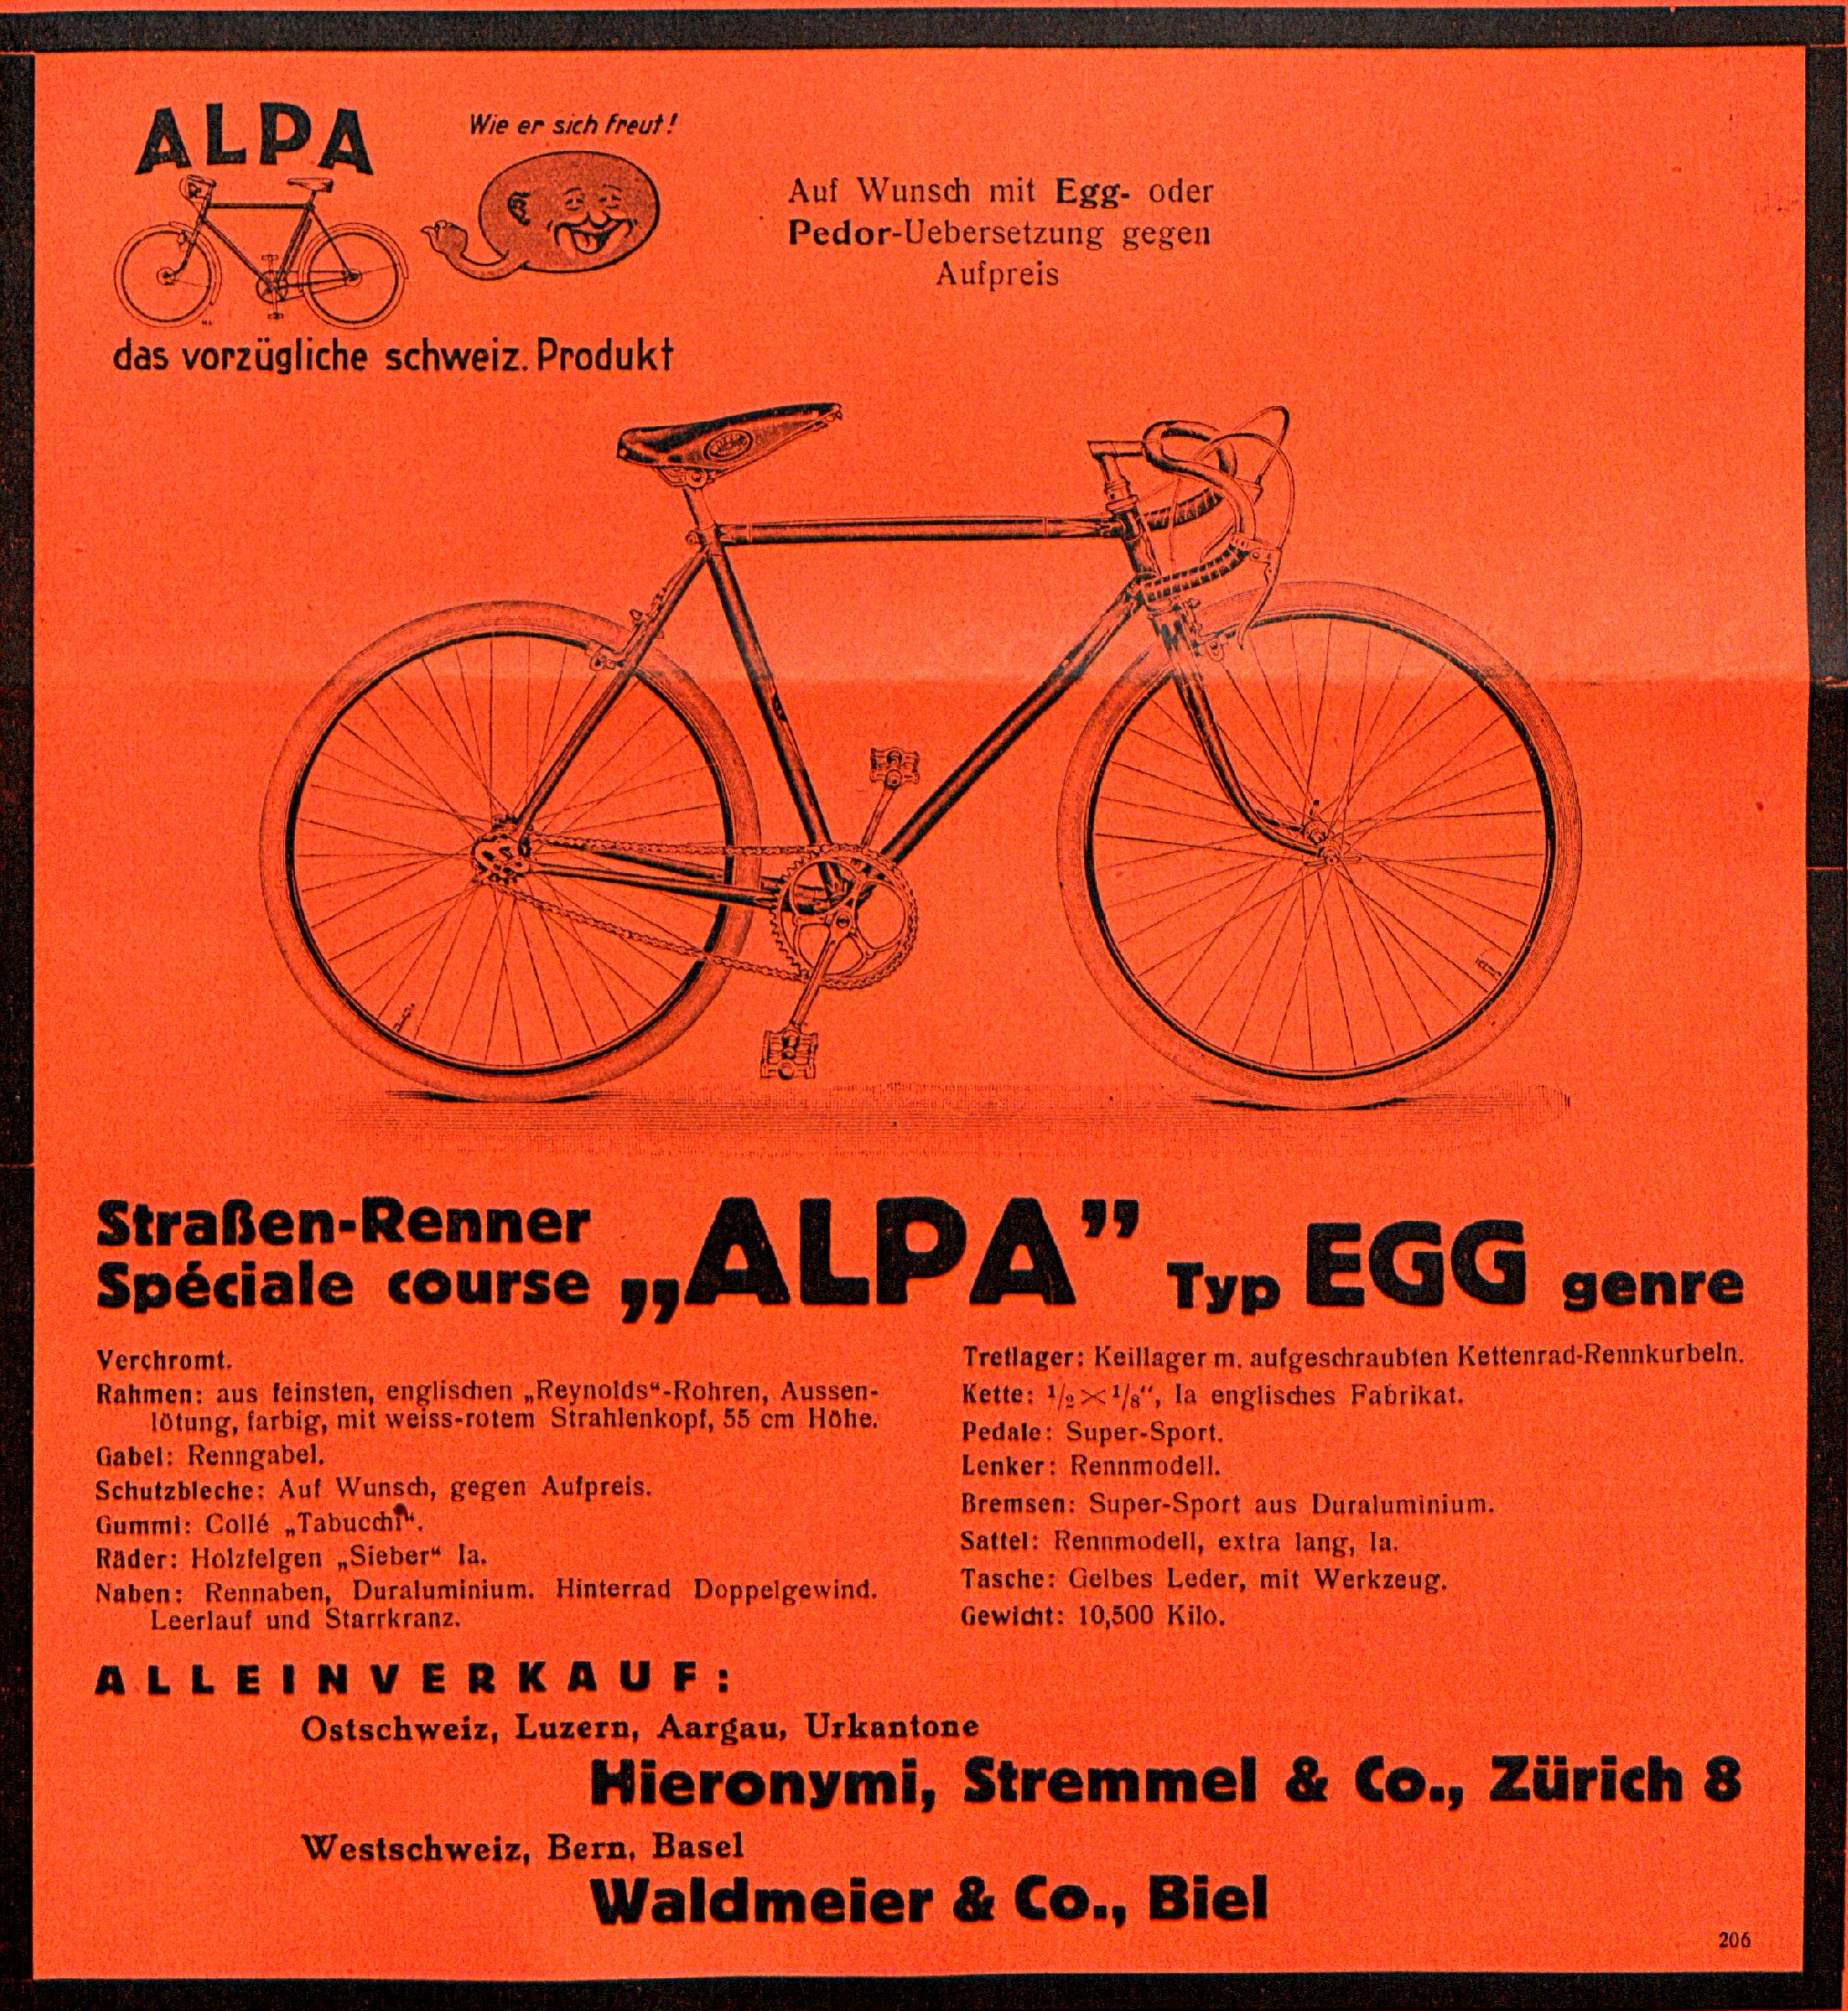 ALPA
Wie er sich freut!
das vorzügliche schweiz. Produkt
Auf Wunsch mit Egg- oder
Pedor-Uebersetzung gegen
Aufpreis
Straßen-Renner
Spéciale course „ALPA” Typ EGG genre
Verchromt.
Rahmen: aus feinsten, englischen „Reynolds“-Rohren, Aussen-
lötung, farbig, mit weiss-rotem Strahlenkopf, 55 cm Höhe.
Gabel: Renngabel.
Schutzbleche: Auf Wunsch, gegen Aufpreis.
Gummi: Collé „Tabucchi“.
Räder: Holzfelgen „Sieber“ Ia.
Naben: Rennaben, Duraluminium. Hinterrad Doppelgewind.
Leerlauf und Starrkranz.
Tretlager: Keillager m. aufgeschraubten Kettenrad-Rennkurbeln.
Kette: 1/2×1/8“, Ia englisches Fabrikat.
Pedale: Super-Sport.
Lenker: Rennmodell.
Bremsen: Super-Sport aus Duraluminium.
Sattel: Rennmodell, extra lang, Ia.
Tasche: Gelbes Leder, mit Werkzeug.
Gewicht: 10,500 Kilo.
ALLEINVERKAUF:
Ostschweiz, Luzern, Aargau, Urkantone
Hieronymi, Stremmel & Co., Zürich 8
Westschweiz, Bern, Basel
Waldmeier & Co., Biel
206